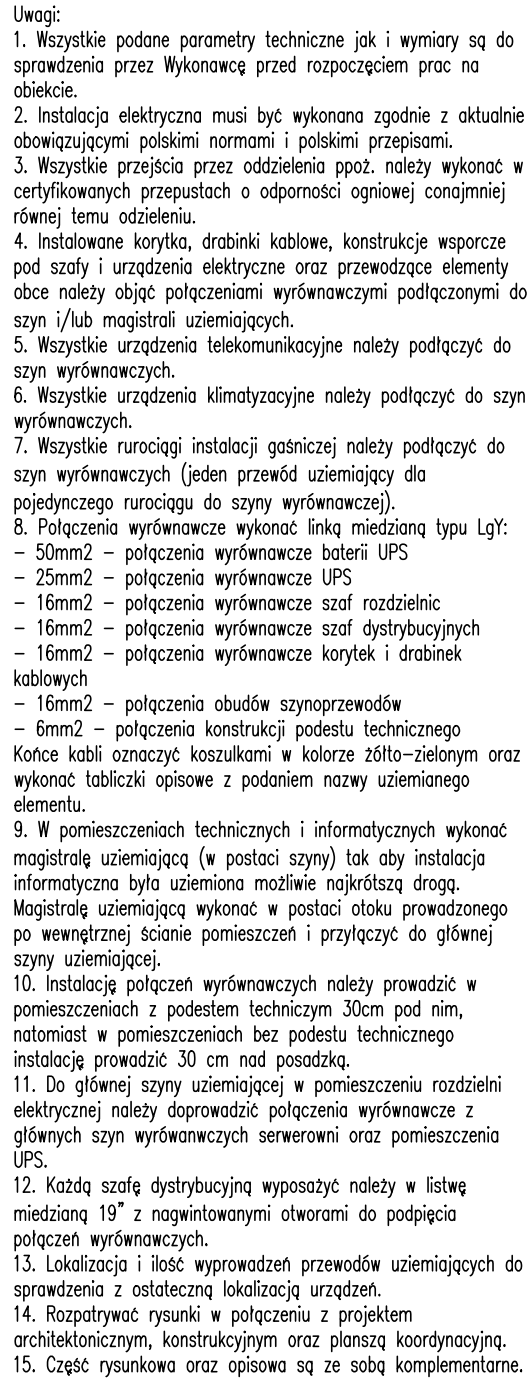 Uwagi:
1. Wszystkie podane parametry techniczne jak i wymiary są do
sprawdzenia przez Wykonawcę przed rozpoczęciem prac na
obiekcie.
2. Instalacja elektryczna musi być wykonana zgodnie z aktualnie
obowiązującymi polskimi normami i polskimi przepisami.
3. Wszystkie przejścia przez oddzielenia ppoż. należy wykonać w
certyfikowanych przepustach o odporności ogniowej conajmniej
równej temu odzieleniu.
4. Instalowane korytka, drabinki kablowe, konstrukcje wsporcze
pod szafy i urządzenia elektryczne oraz przewodzące elementy
obce należy objąć połączeniami wyrównawczymi podłączonymi do
szyn i/lub magistrali uziemiających.
5. Wszystkie urządzenia telekomunikacyjne należy podłączyć do
szyn wyrównawczych.
6. Wszystkie urządzenia klimatyzacyjne należy podłączyć do szyn
wyrównawczych.
7. Wszystkie rurociągi instalacji gaśniczej należy podłączyć do
szyn wyrównawczych (jeden przewód uziemiający dla
pojedynczego rurociągu do szyny wyrównawczej).
8. Połączenia wyrównawcze wykonać linką miedzianą typu LgY:
– 50mm2 – połączenia wyrównawcze baterii UPS
– 25mm2 – połączenia wyrównawcze UPS
– 16mm2 – połączenia wyrównawcze szaf rozdzielnic
– 16mm2 – połączenia wyrównawcze szaf dystrybucyjnych
– 16mm2 – połączenia wyrównawcze korytek i drabinek
kablowych
– 16mm2 – połączenia obudów szynoprzewodów
– 6mm2 – połączenia konstrukcji podestu technicznego
Końce kabli oznaczyć koszulkami w kolorze żółto–zielonym oraz
wykonać tabliczki opisowe z podaniem nazwy uziemianego
elementu.
9. W pomieszczeniach technicznych i informatycznych wykonać
magistralę uziemiającą (w postaci szyny) tak aby instalacja
informatyczna była uziemiona możliwie najkrótszą drogą.
Magistralę uziemiającą wykonać w postaci otoku prowadzonego
po wewnętrznej ścianie pomieszczeń i przyłączyć do głównej
szyny uziemiającej.
10. Instalację połączeń wyrównawczych należy prowadzić w
pomieszczeniach z podestem techniczym 30cm pod nim,
natomiast w pomieszczeniach bez podestu technicznego
instalację prowadzić 30 cm nad posadzką.
11. Do głównej szyny uziemiającej w pomieszczeniu rozdzielni
elektrycznej należy doprowadzić połączenia wyrównawcze z
głównych szyn wyrówanwczych serwerowni oraz pomieszczenia
UPS.
12. Każdą szafę dystrybucyjną wyposażyć należy w listwę
miedzianą 19” z nagwintowanymi otworami do podpięcia
połączeń wyrównawczych.
13. Lokalizacja i ilość wyprowadzeń przewodów uziemiających do
sprawdzenia z ostateczną lokalizacją urządzeń.
14. Rozpatrywać rysunki w połączeniu z projektem
architektonicznym, konstrukcyjnym oraz planszą koordynacyjną.
15. Część rysunkowa oraz opisowa są ze sobą komplementarne.